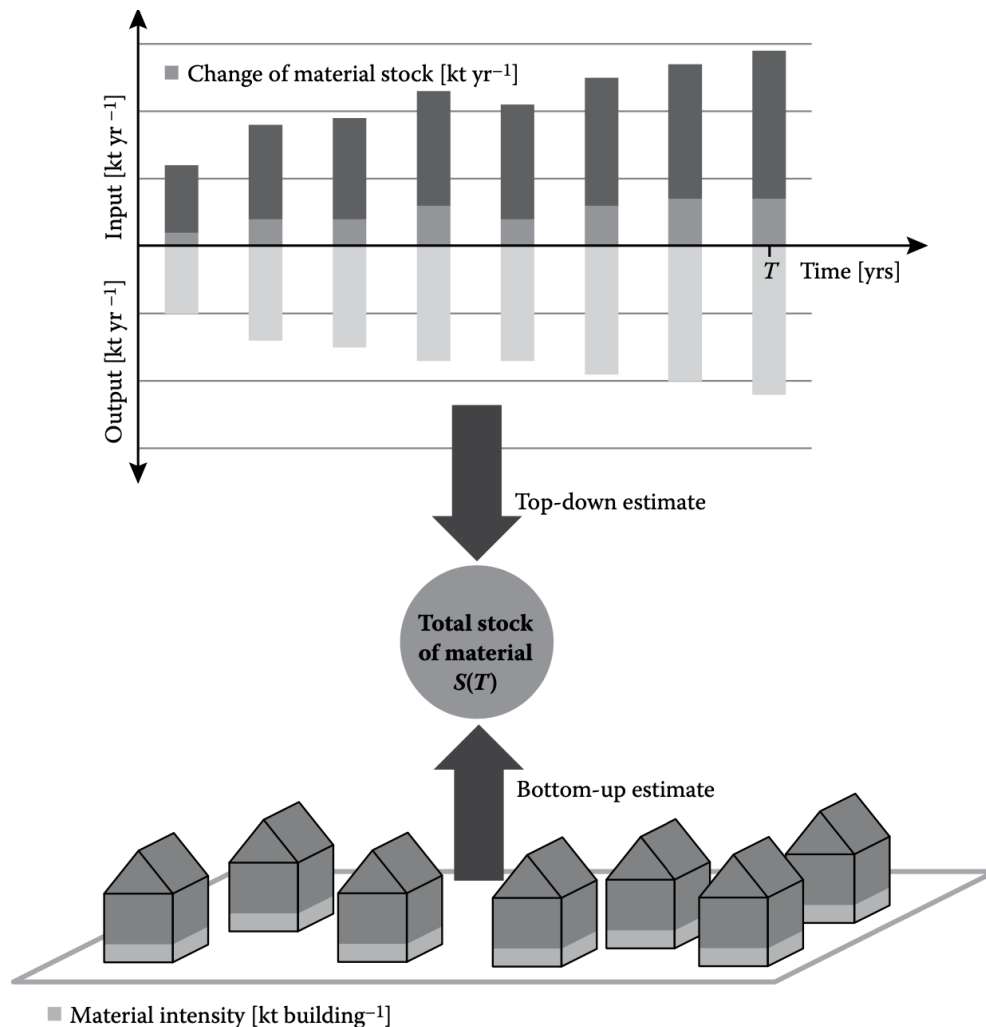 Change of material stock [kt yr⁻¹]
Input [kt yr⁻¹]
Output [kt yr⁻¹]
T
Time [yrs]
Top-down estimate
Total stock
of material
S(T)
Bottom-up estimate
Material intensity [kt building⁻¹]